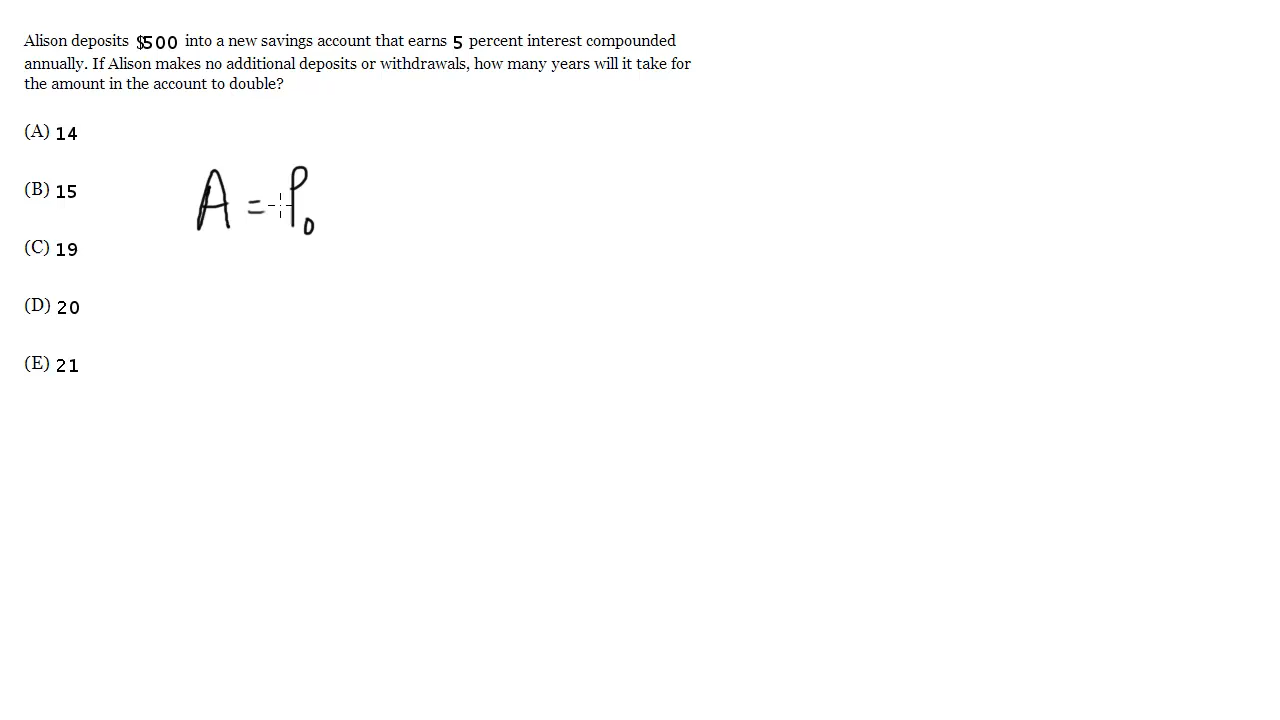 Alison deposits $500 into a new savings account that earns 5 percent interest compounded
annually. If Alison makes no additional deposits or withdrawals, how many years will it take for
the amount in the account to double?
(A) 14
(B) 15
A = P₀
(C) 19
(D) 20
(E) 21